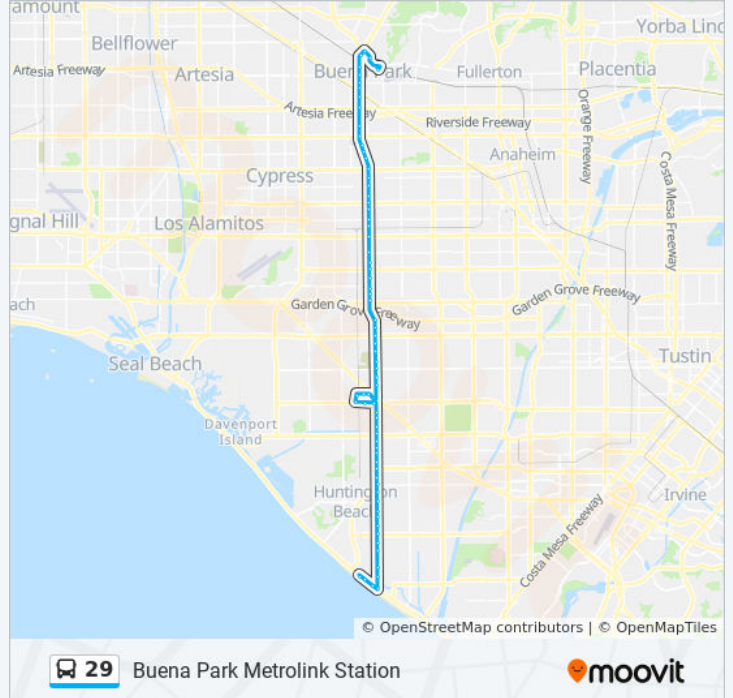 amount
Bellflower
Yorba Linc
Artesia Freeway
Artesia
Buena Park
Fullerton
Placentia
Artesia Freeway
Riverside Freeway
Orange Freeway
Anaheim
Costa Mesa Freeway
Cypress
gnal Hill
Los Alamitos
ach
Garden Grove Freeway
Garden Grove Freeway
Seal Beach
Tustin
Davenport
Island
Huntington
Beach
Irvine
Costa Mesa Freeway
© OpenStreetMap contributors | © OpenMapTiles
29 Buena Park Metrolink Station
moovit